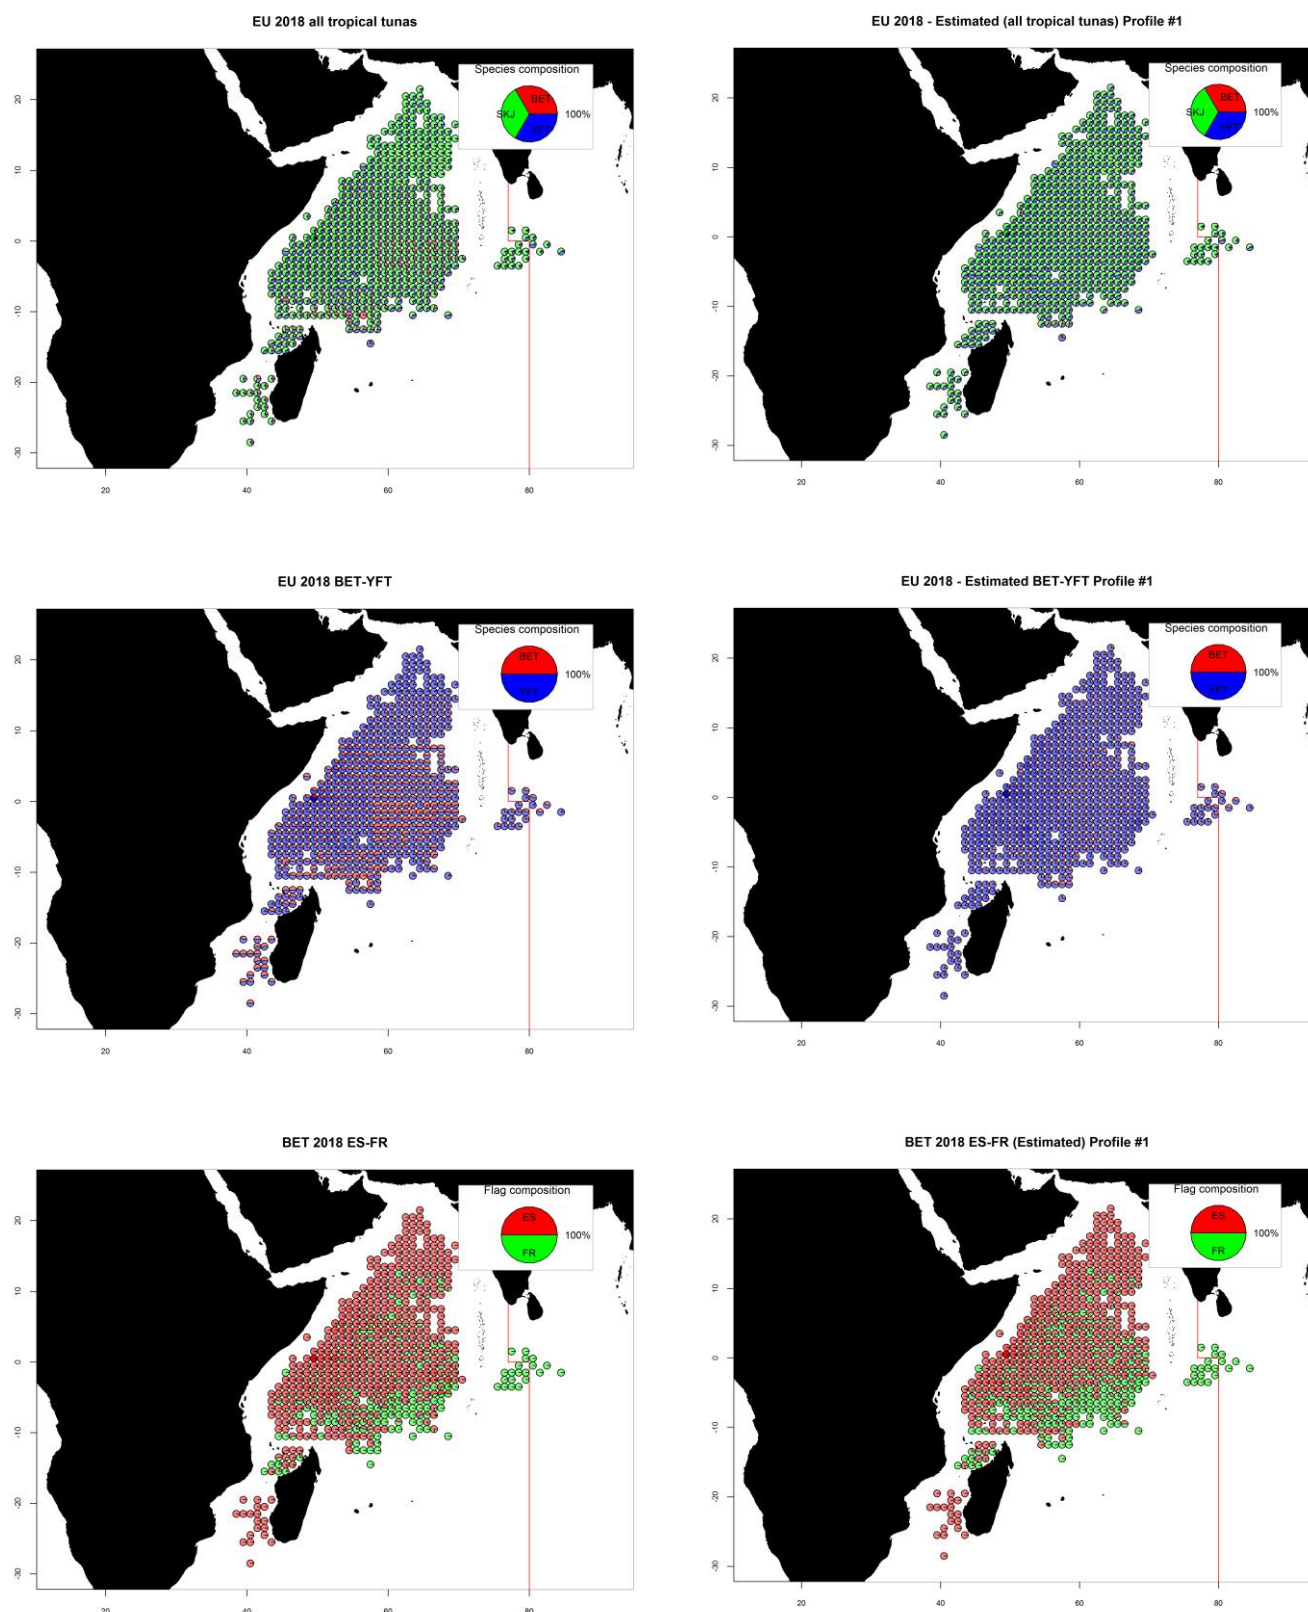 EU 2018 all tropical tunas
Species composition
BET
SKJ
YFT
100%
20
10
0
-10
-20
-30
20
40
60
80
EU 2018 - Estimated (all tropical tunas) Profile #1
Species composition
BET
SKJ
YFT
100%
20
10
0
-10
-20
-30
20
40
60
80
EU 2018 BET-YFT
Species composition
BET
YFT
100%
20
10
0
-10
-20
-30
20
40
60
80
EU 2018 - Estimated BET-YFT Profile #1
Species composition
BET
YFT
100%
20
10
0
-10
-20
-30
20
40
60
80
BET 2018 ES-FR
Flag composition
ES
FR
100%
20
10
0
-10
-20
-30
20
40
60
80
BET 2018 ES-FR (Estimated) Profile #1
Flag composition
ES
FR
100%
20
10
0
-10
-20
-30
20
40
60
80